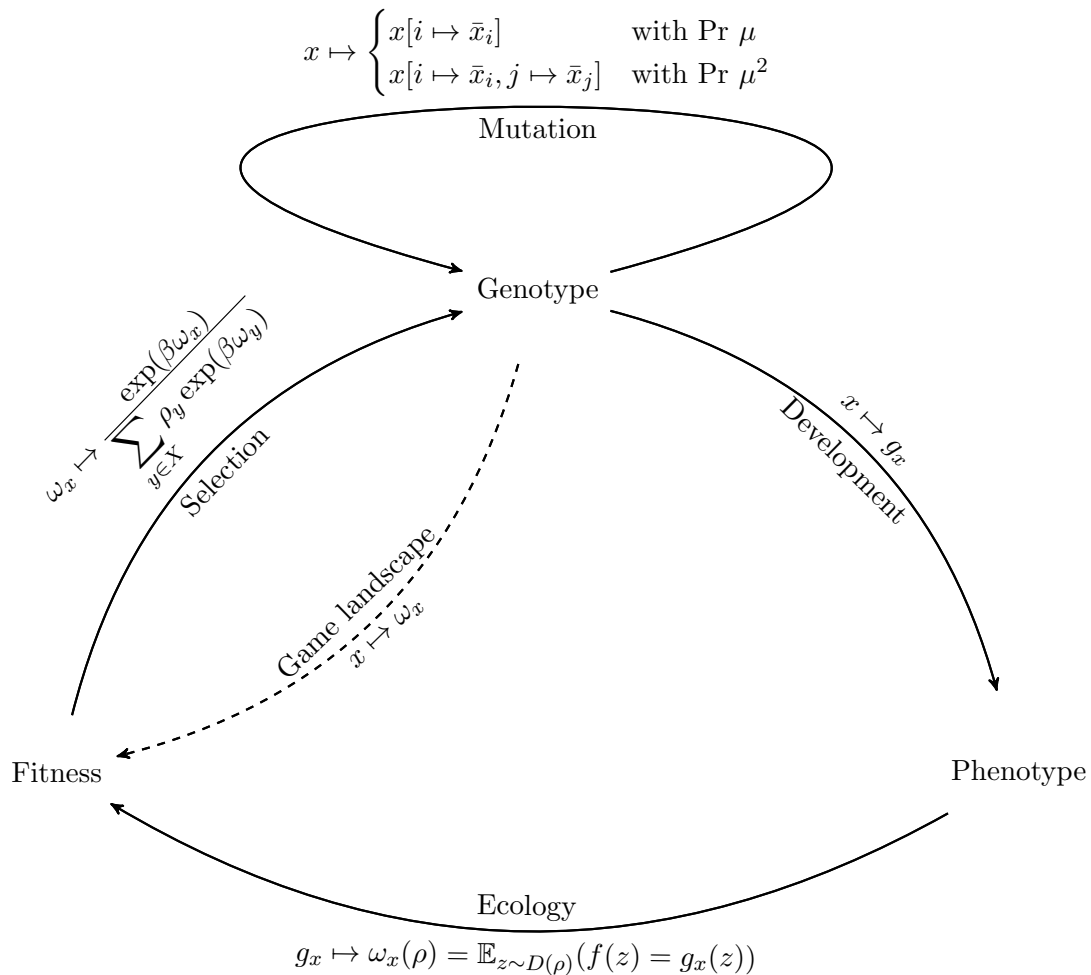 x ↦ { x[i ↦ x̄_i] with Pr μ
x[i ↦ x̄_i, j ↦ x̄_j] with Pr μ²
Mutation
Genotype
ω_x ↦ exp(βω_x) / ∑_{y∈X} ρ_y exp(βω_y)
Selection
x ↦ g_x
Development
Game landscape
x ↦ ω_x
Fitness
Phenotype
Ecology
g_x ↦ ω_x(ρ) = 𝔼_{z∼D(ρ)}(f(z) = g_x(z))